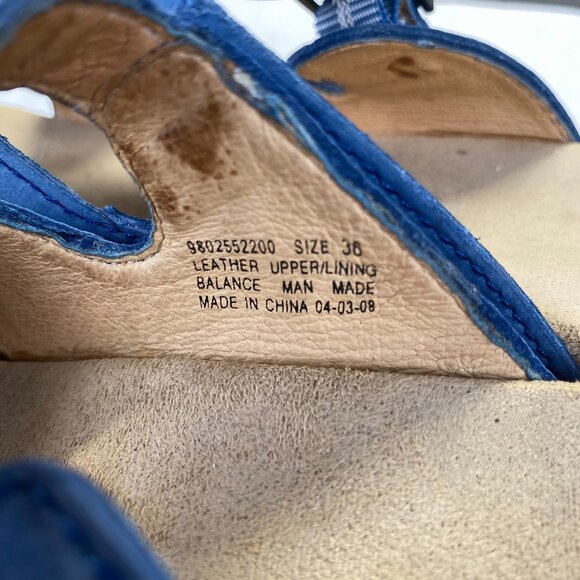 9802552200 SIZE 36
LEATHER UPPER/LINING
BALANCE MAN MADE
MADE IN CHINA 04-03-08